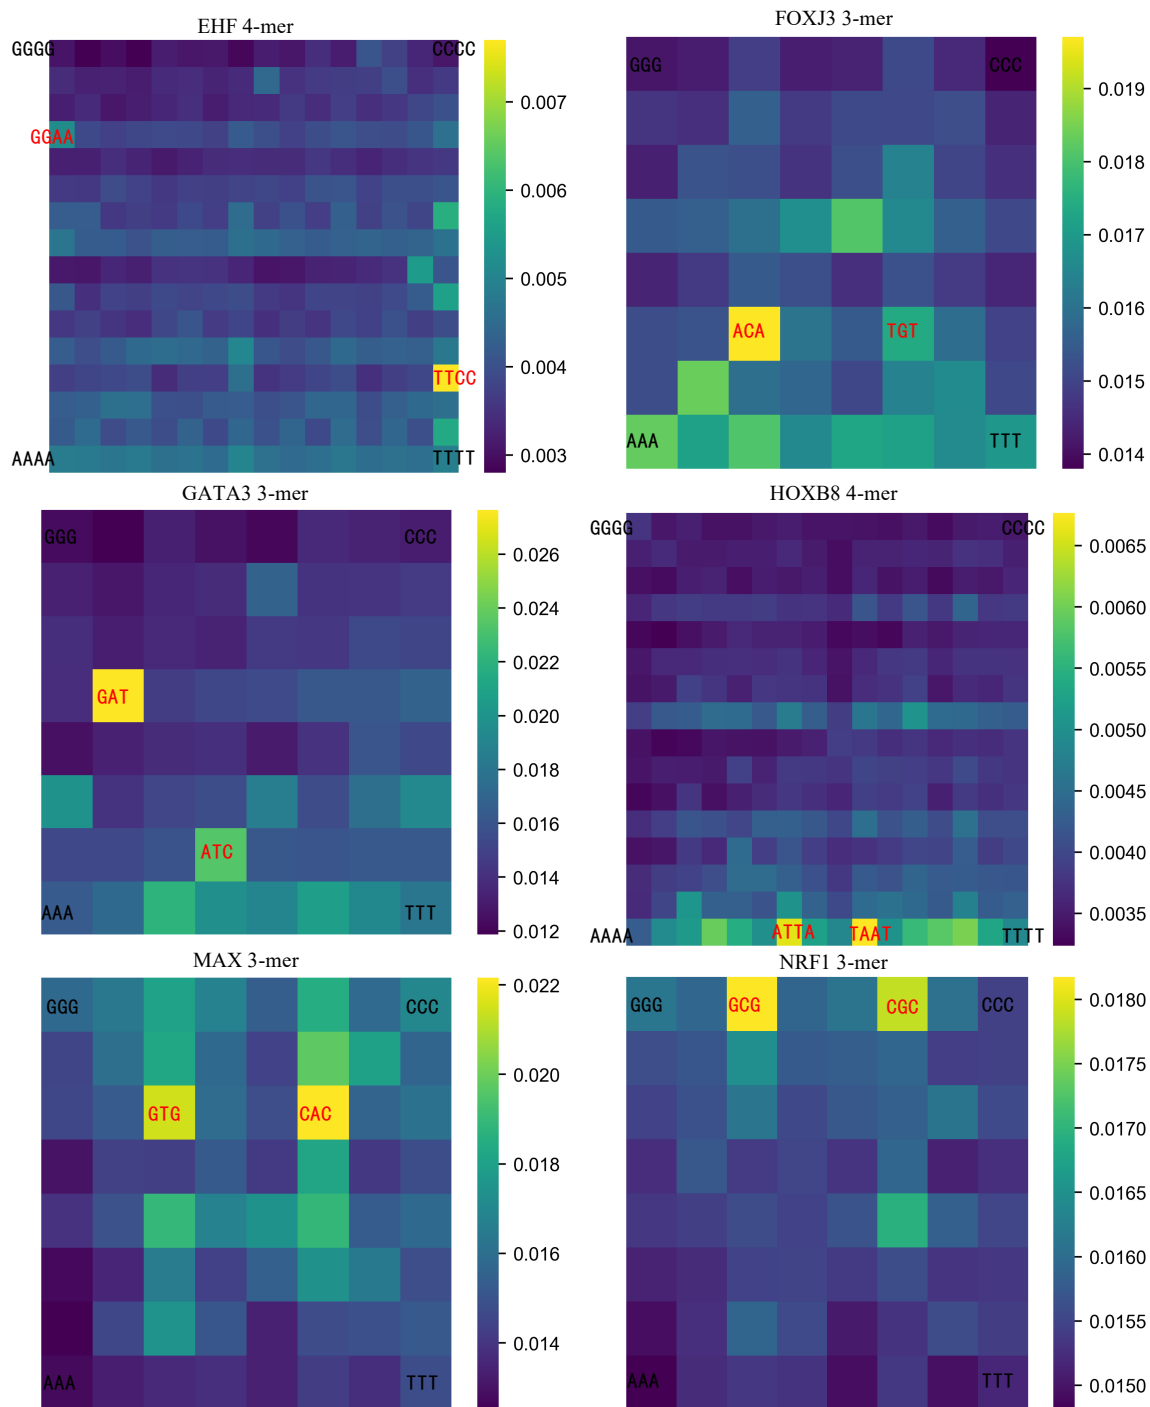 EHF 4-mer
GGGG
CCCC
GGAA
TTCC
AAAA
TTTT
0.007
0.006
0.005
0.004
0.003
FOXJ3 3-mer
GGG
CCC
ACA
TGT
AAA
TTT
0.019
0.018
0.017
0.016
0.015
0.014
GATA3 3-mer
GGG
CCC
GAT
ATC
AAA
TTT
0.026
0.024
0.022
0.020
0.018
0.016
0.014
0.012
HOXB8 4-mer
GGGG
CCCC
ATTA
TAAT
AAAA
TTTT
0.0065
0.0060
0.0055
0.0050
0.0045
0.0040
0.0035
MAX 3-mer
GGG
CCC
GTG
CAC
AAA
TTT
0.022
0.020
0.018
0.016
0.014
NRF1 3-mer
GGG
GCG
CGC
CCC
AAA
TTT
0.0180
0.0175
0.0170
0.0165
0.0160
0.0155
0.0150